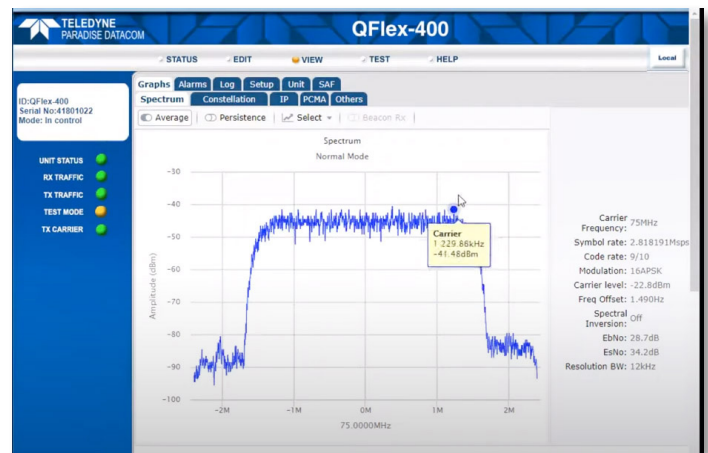 TELEDYNE
PARADISE DATACOM
QFlex-400
STATUS EDIT VIEW TEST HELP
Local
ID:QFlex-400
Serial No:41801022
Mode: In control
UNIT STATUS
RX TRAFFIC
TX TRAFFIC
TEST MODE
TX CARRIER
Graphs Alarms Log Setup Unit SAF
Spectrum Constellation IP PCMA Others
Average Persistence Select Beacon Rx
Spectrum
Normal Mode
Amplitude (dBm)
-30
-40
-50
-60
-70
-80
-90
-100
Carrier
1 229.86kHz
-41.48dBm
-2M -1M 0M 1M 2M
75.0000MHz
Carrier Frequency: 75MHz
Symbol rate: 2.818191Msps
Code rate: 9/10
Modulation: 16APSK
Carrier level: -22.8dBm
Freq Offset: 1.490Hz
Spectral Inversion: Off
EbNo: 28.7dB
EsNo: 34.2dB
Resolution BW: 12kHz